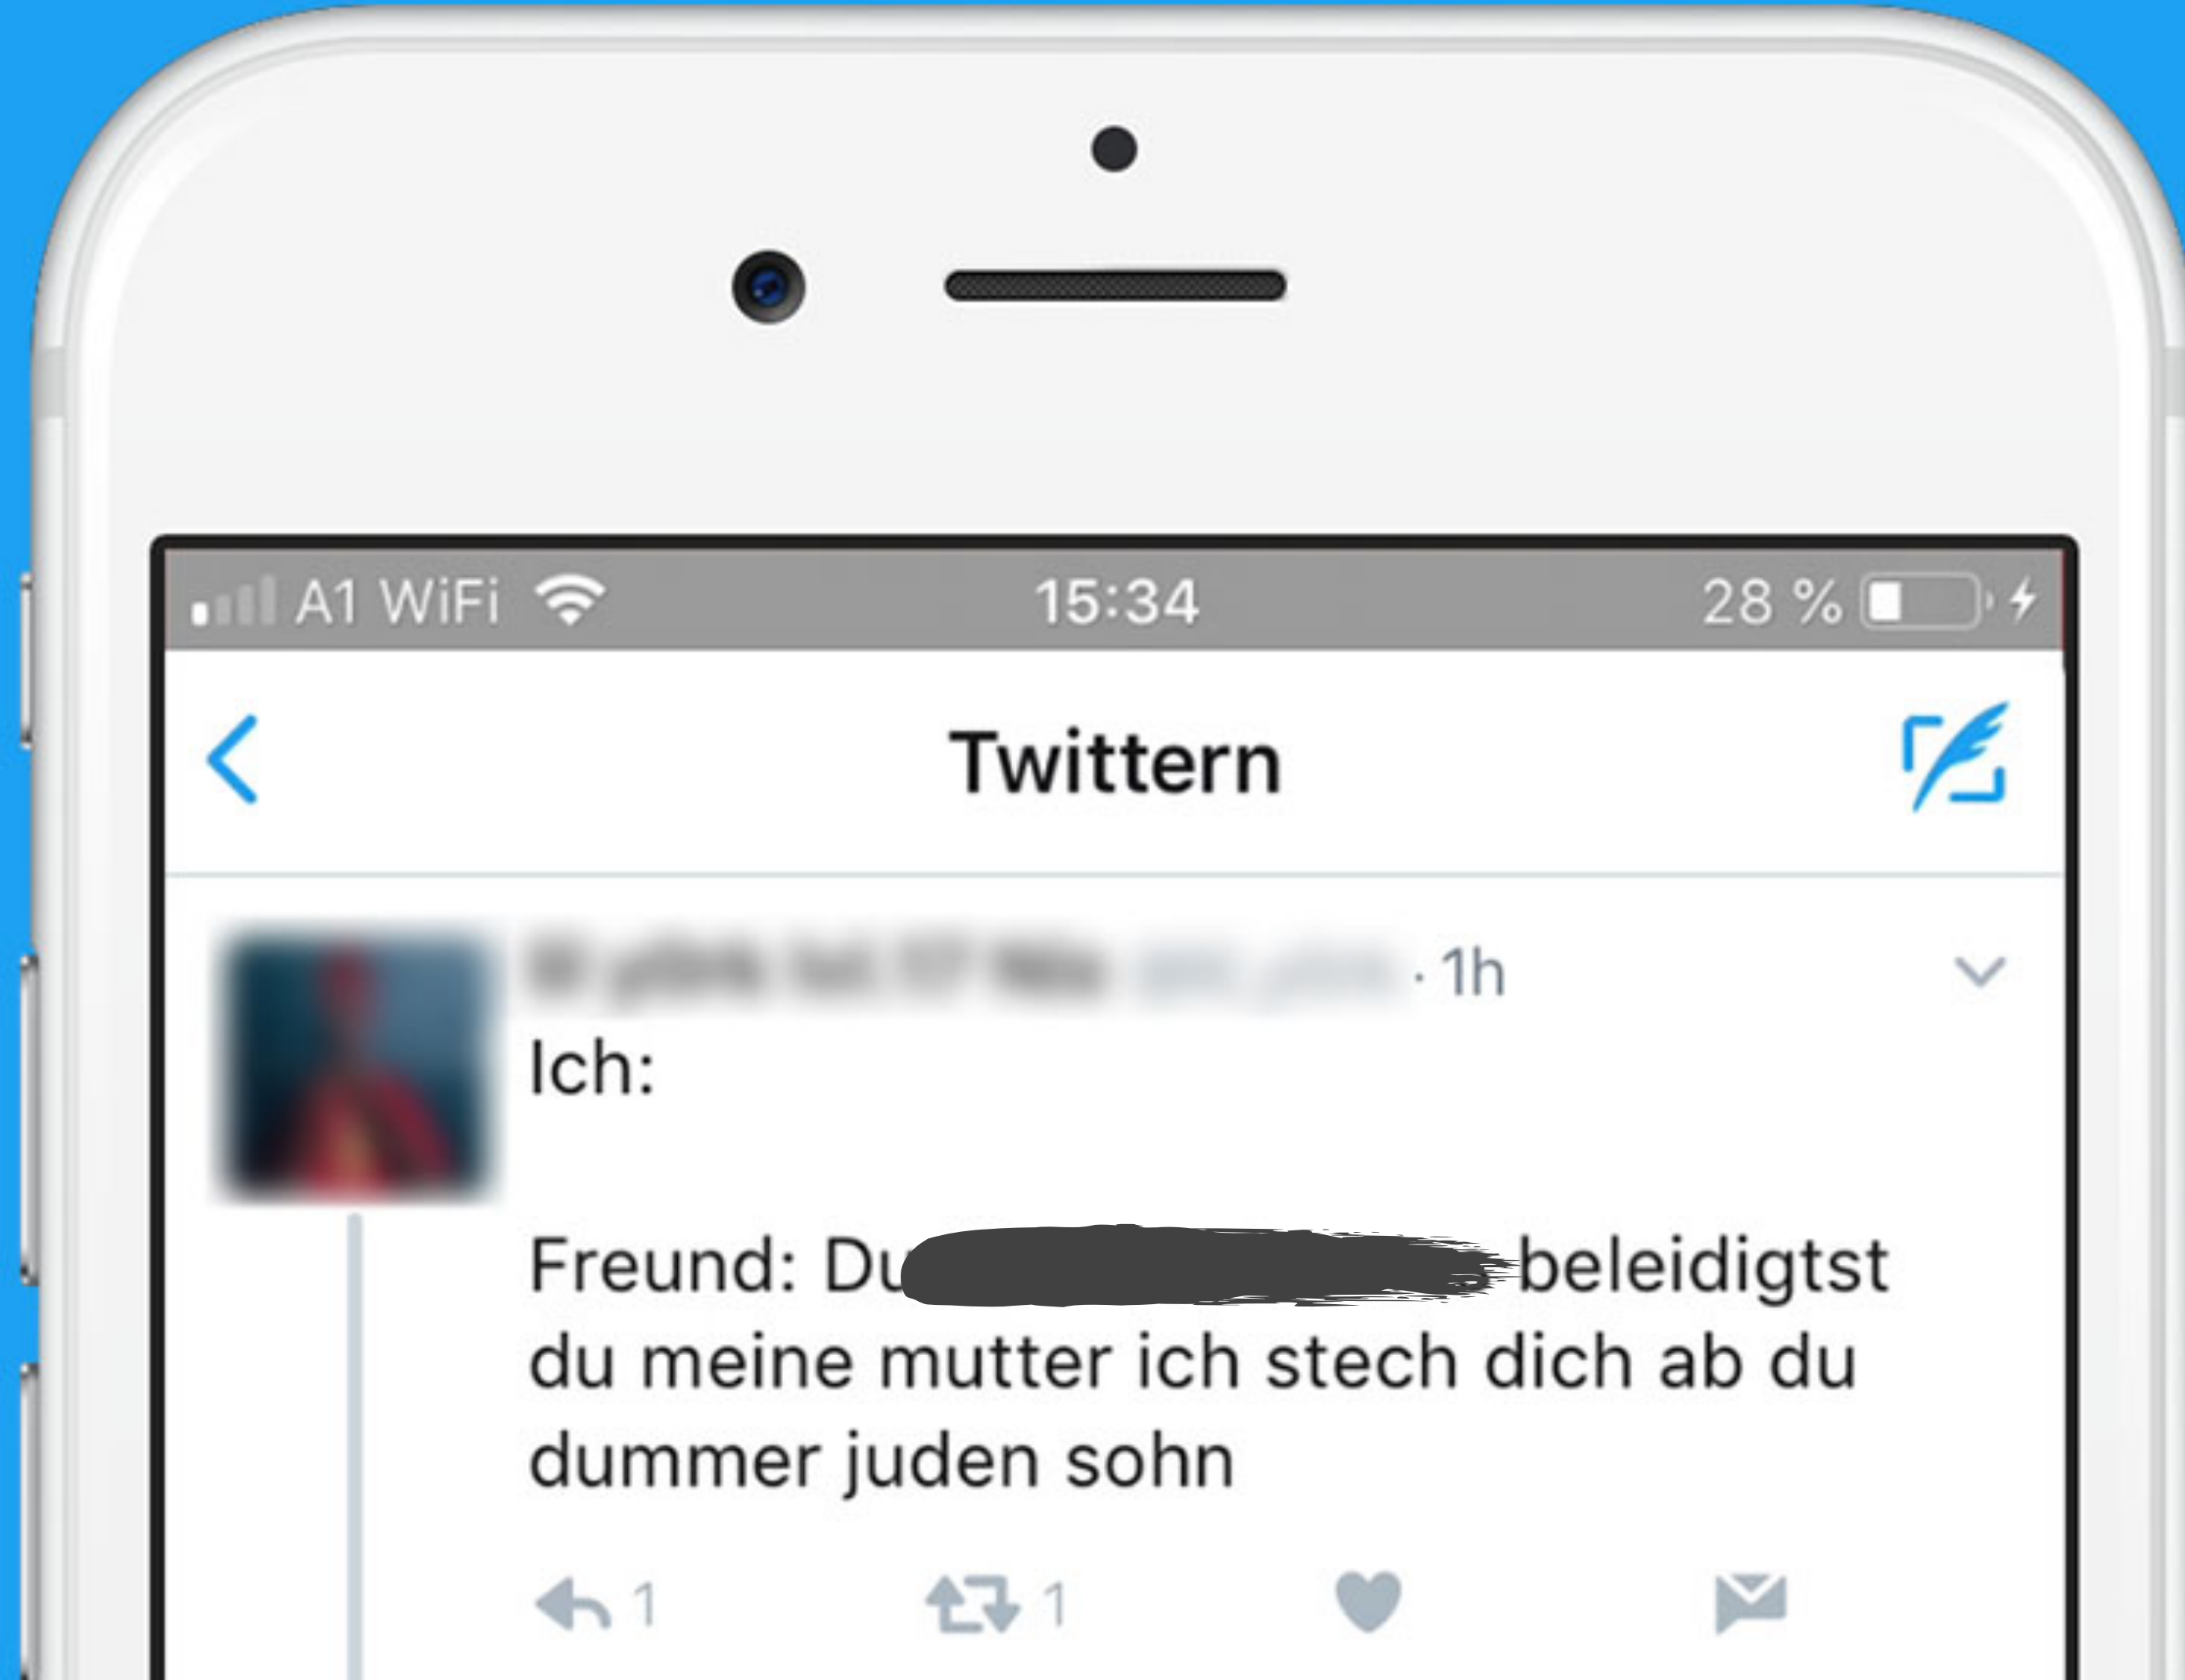 A1 WiFi 15:34 28 %
Twittern
· 1h
Ich:
Freund: Du beleidigtst
du meine mutter ich stech dich ab du
dummer juden sohn
1 1